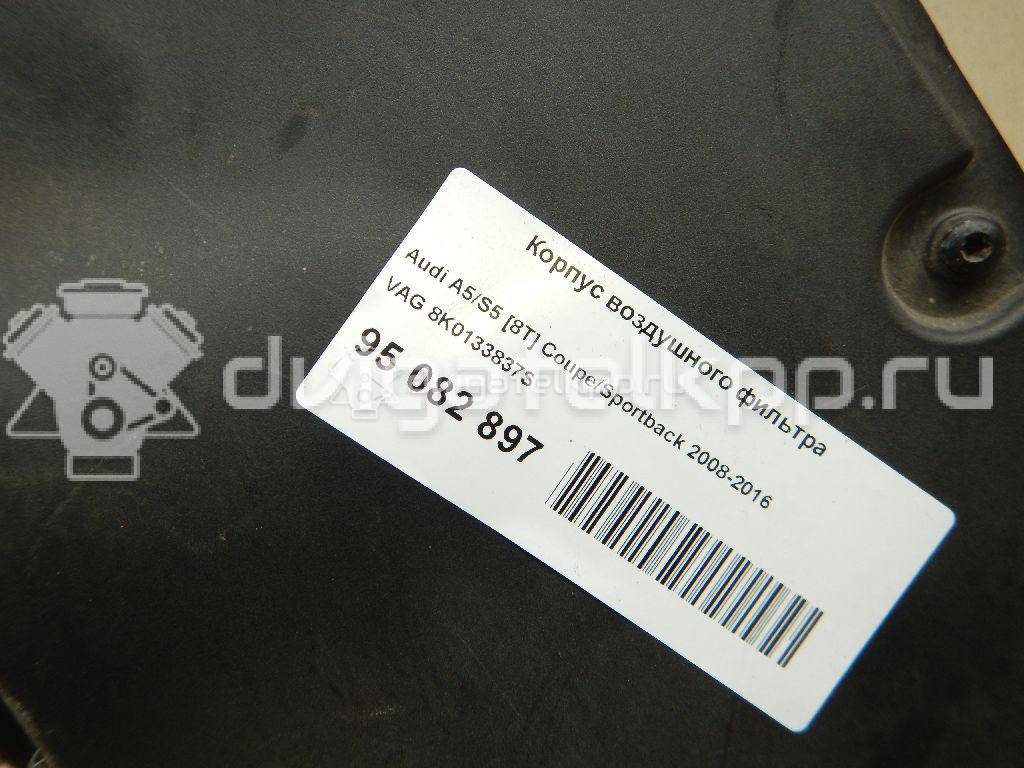 Корпус воздушного фильтра
Audi A5/S5 [8T] Coupe/Sportback 2008-2016
VAG 8K0133837S
95 082 897
dvigatelkpp.ru